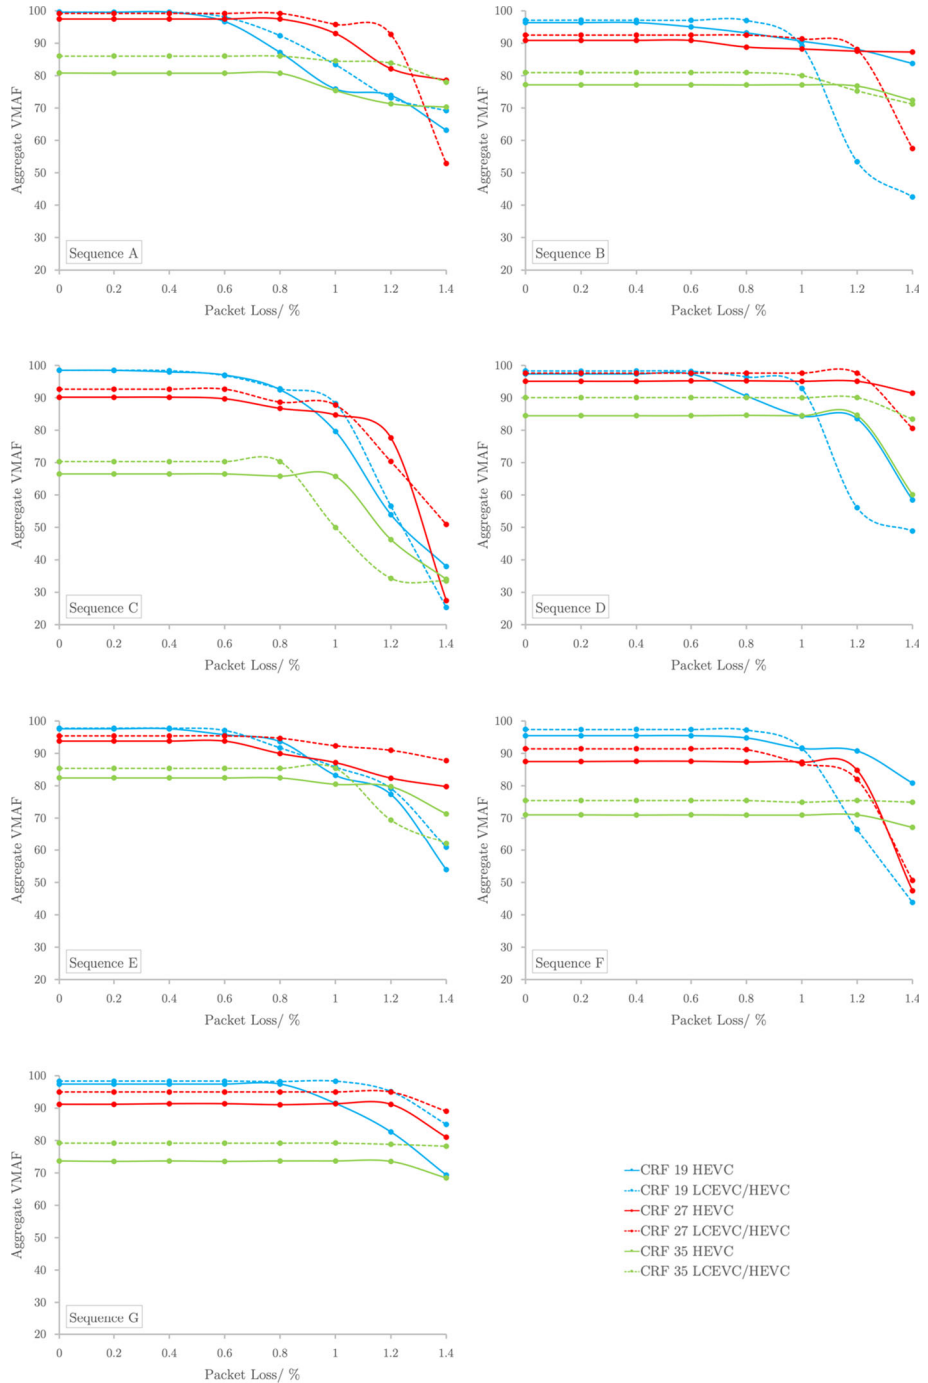 100
90
80
70
60
50
40
30
20
Aggregate VMAF
Sequence A
0 0.2 0.4 0.6 0.8 1 1.2 1.4
Packet Loss/ %
100
90
80
70
60
50
40
30
20
Aggregate VMAF
Sequence B
0 0.2 0.4 0.6 0.8 1 1.2 1.4
Packet Loss/ %
100
90
80
70
60
50
40
30
20
Aggregate VMAF
Sequence C
0 0.2 0.4 0.6 0.8 1 1.2 1.4
Packet Loss/ %
100
90
80
70
60
50
40
30
20
Aggregate VMAF
Sequence D
0 0.2 0.4 0.6 0.8 1 1.2 1.4
Packet Loss/ %
100
90
80
70
60
50
40
30
20
Aggregate VMAF
Sequence E
0 0.2 0.4 0.6 0.8 1 1.2 1.4
Packet Loss/ %
100
90
80
70
60
50
40
30
20
Aggregate VMAF
Sequence F
0 0.2 0.4 0.6 0.8 1 1.2 1.4
Packet Loss/ %
100
90
80
70
60
50
40
30
20
Aggregate VMAF
Sequence G
0 0.2 0.4 0.6 0.8 1 1.2 1.4
Packet Loss/ %
CRF 19 HEVC
CRF 19 LCEVC/HEVC
CRF 27 HEVC
CRF 27 LCEVC/HEVC
CRF 35 HEVC
CRF 35 LCEVC/HEVC